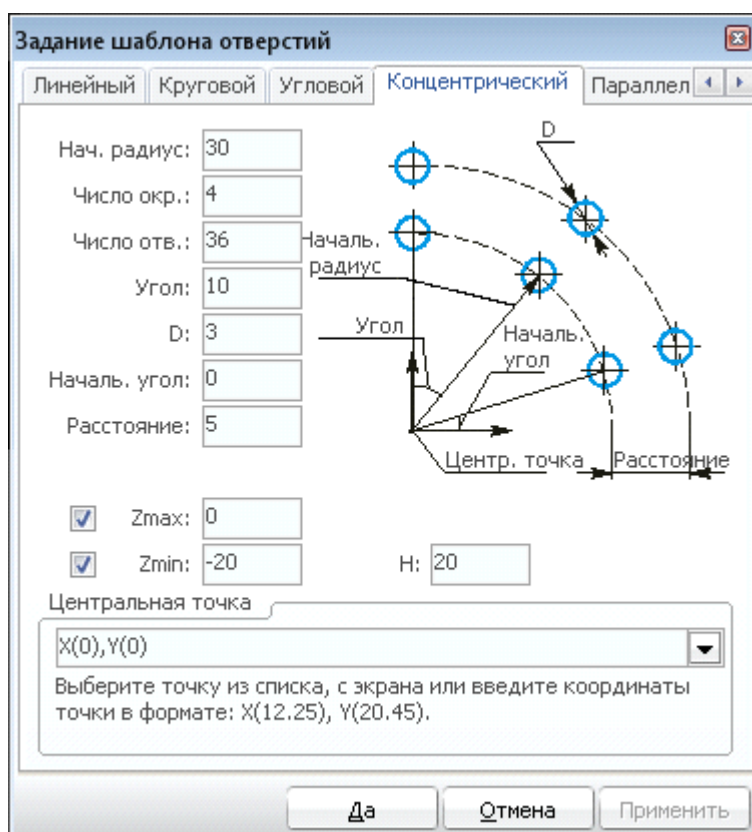 Задание шаблона отверстий
Линейный Круговой Угловой Концентрический Параллел
Нач. радиус: 30
Число окр.: 4
Число отв.: 36
Угол: 10
D: 3
Началь. угол: 0
Расстояние: 5
D
Началь.
радиус
Угол
Началь.
угол
Центр. точка
Расстояние
Zmax: 0
Zmin: -20
H: 20
Центральная точка
X(0),Y(0)
Выберите точку из списка, с экрана или введите координаты
точки в формате: X(12.25), Y(20.45).
Да Отмена Применить